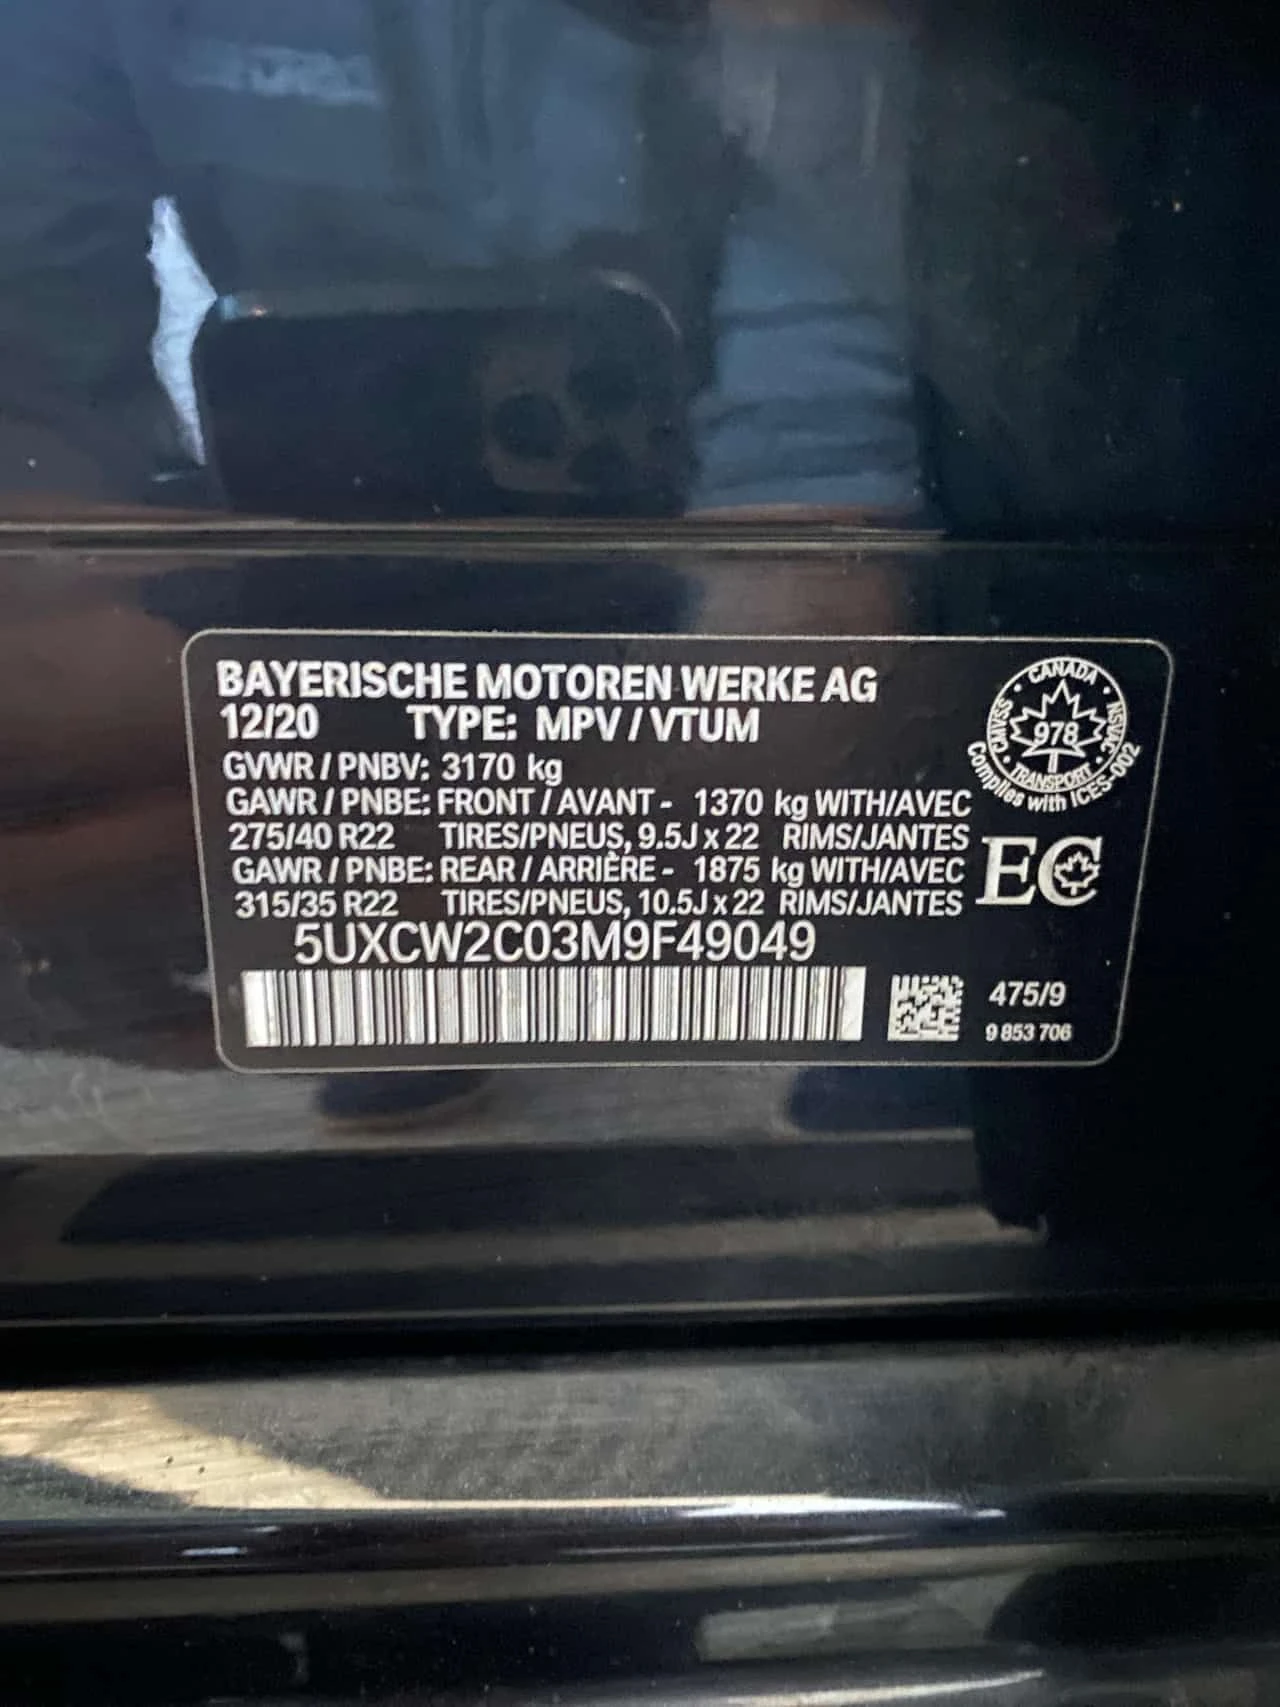 BAYERISCHE MOTOREN WERKE AG
12/20 TYPE: MPV / VTUM
GVWR / PNBV: 3170 kg
GAWR / PNBE: FRONT / AVANT - 1370 kg WITH/AVEC
275/40 R22 TIRES/PNEUS, 9.5J x 22 RIMS/JANTES
GAWR / PNBE: REAR / ARRIÈRE - 1875 kg WITH/AVEC
315/35 R22 TIRES/PNEUS, 10.5J x 22 RIMS/JANTES
5UXCW2C03M9F49049
CANADA
CMVSS
NSVAC
978
TRANSPORT
Complies with ICES-002
EC
475/9
9 853 706